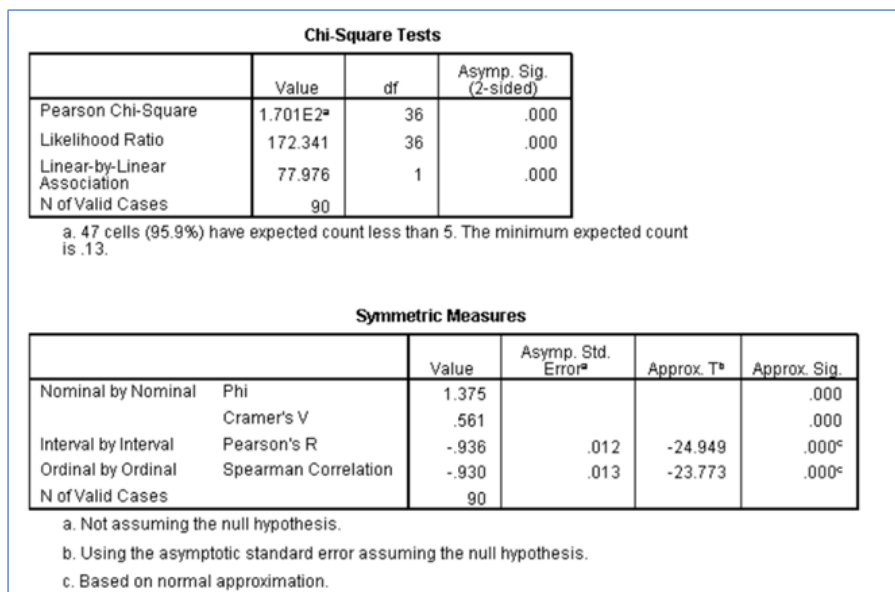 Chi-Square Tests
Value df Asymp. Sig. (2-sided)
Pearson Chi-Square 1.701E2ᵃ 36 .000
Likelihood Ratio 172.341 36 .000
Linear-by-Linear Association 77.976 1 .000
N of Valid Cases 90
a. 47 cells (95.9%) have expected count less than 5. The minimum expected count
is .13.
Symmetric Measures
Value Asymp. Std. Errorᵃ Approx. Tᵇ Approx. Sig.
Nominal by Nominal Phi 1.375 .000
Cramer's V .561 .000
Interval by Interval Pearson's R -.936 .012 -24.949 .000ᶜ
Ordinal by Ordinal Spearman Correlation -.930 .013 -23.773 .000ᶜ
N of Valid Cases 90
a. Not assuming the null hypothesis.
b. Using the asymptotic standard error assuming the null hypothesis.
c. Based on normal approximation.